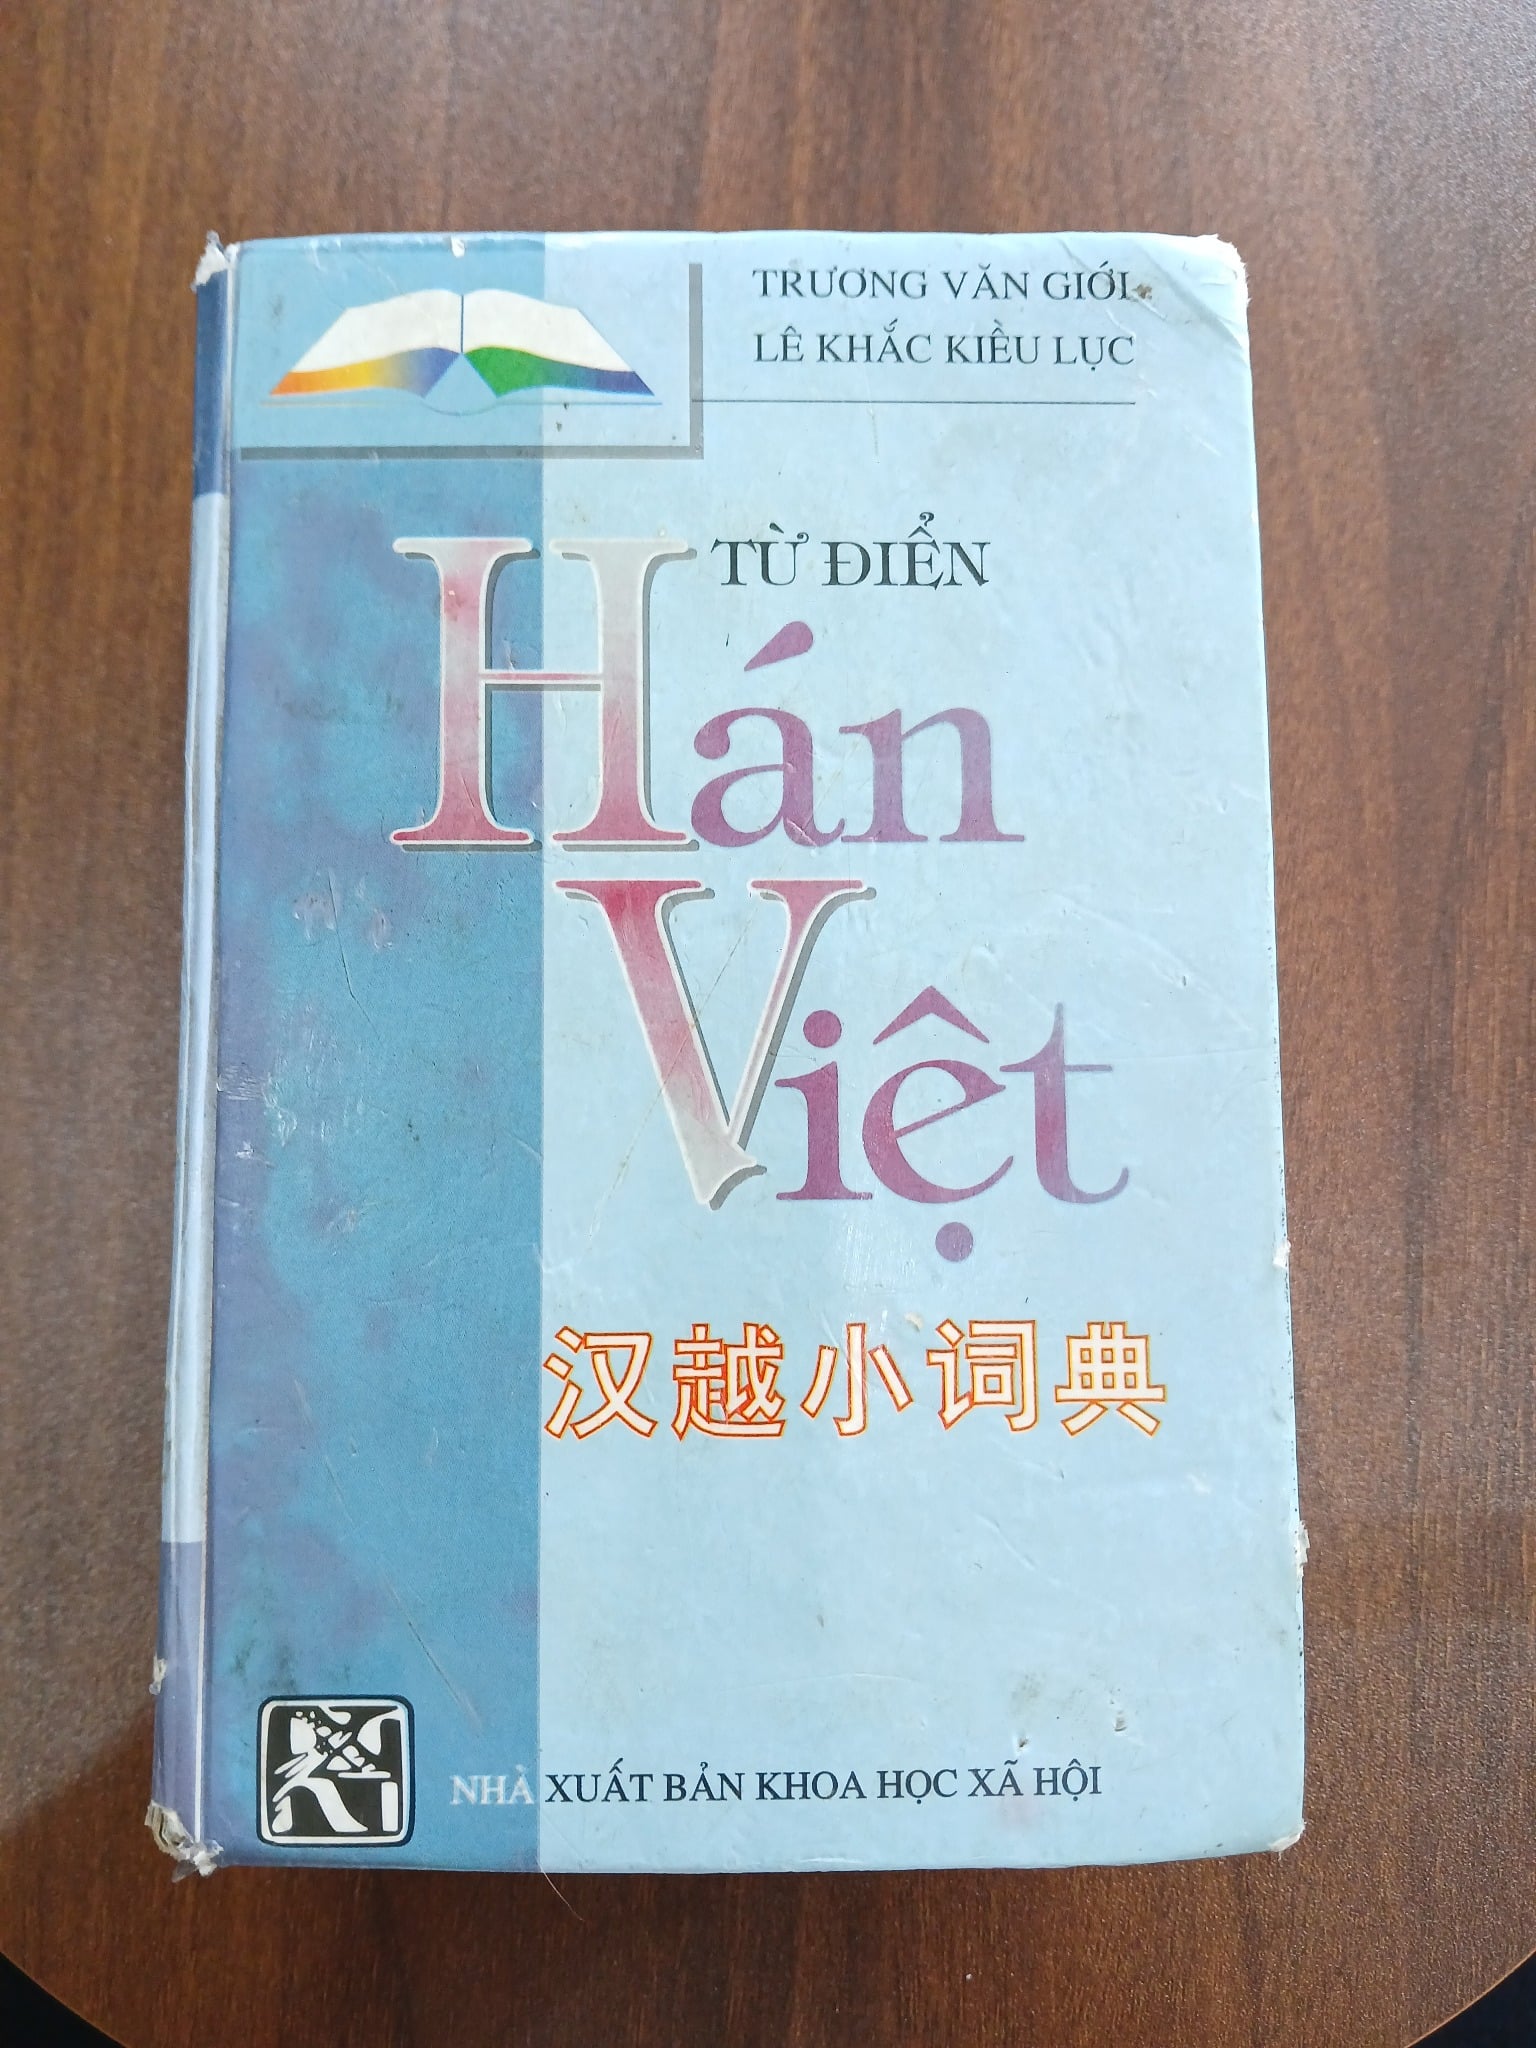 TRƯƠNG VĂN GIỚI
LÊ KHẮC KIỀU LỤC
TỪ ĐIỂN
Hán
Việt
汉越小词典
NHÀ XUẤT BẢN KHOA HỌC XÃ HỘI